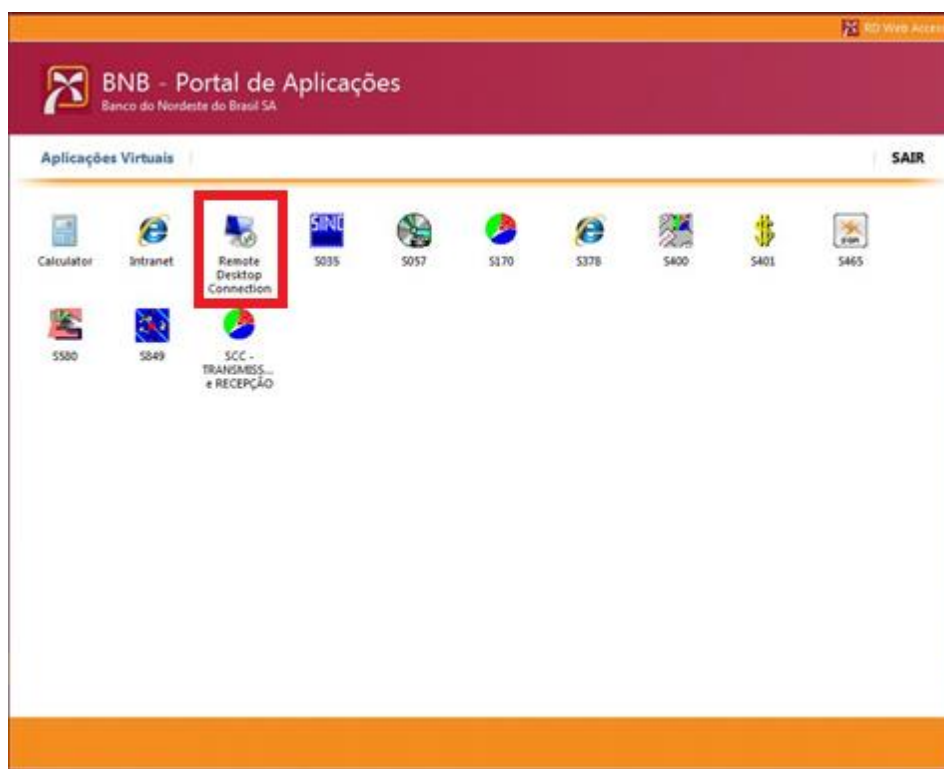 RD Web Access
BNB - Portal de Aplicações
Banco do Nordeste do Brasil SA
Aplicações Virtuais
SAIR
Calculator
Intranet
Remote
Desktop
Connection
SINC
S035
S057
S170
S378
S400
S401
S465
S580
S849
SCC -
TRANSMISS...
e RECEPÇÃO